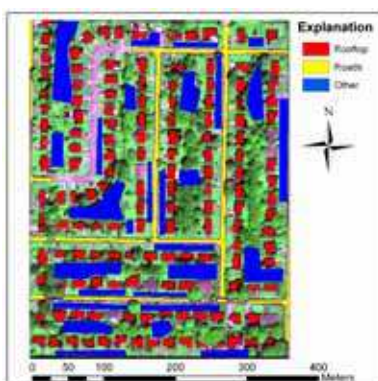 Explanation
Rooftop
Roads
Other
N
0 50 100 200 300 400
Meters